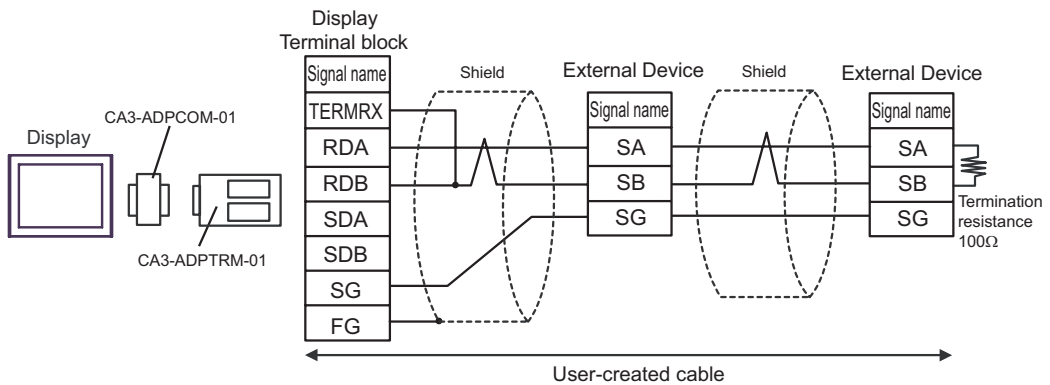 Display
CA3-ADPCOM-01
CA3-ADPTRM-01
Display
Terminal block
Signal name
TERMRX
RDA
RDB
SDA
SDB
SG
FG
Shield
External Device
Signal name
SA
SB
SG
Shield
External Device
Signal name
SA
SB
SG
Termination
resistance
100Ω
User-created cable